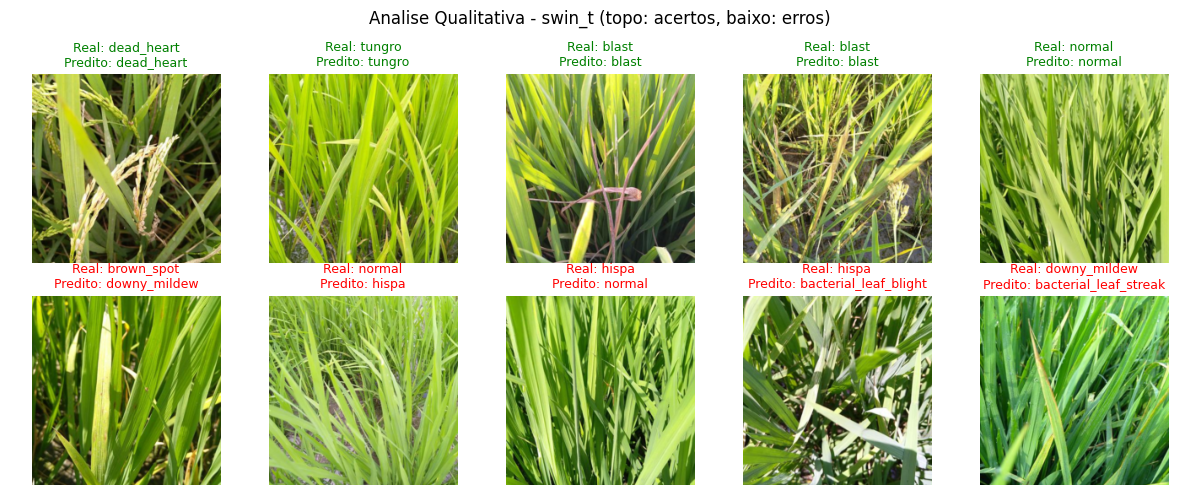 Analise Qualitativa - swin_t (topo: acertos, baixo: erros)
Real: dead_heart
Predito: dead_heart
Real: tungro
Predito: tungro
Real: blast
Predito: blast
Real: blast
Predito: blast
Real: normal
Predito: normal
Real: brown_spot
Predito: downy_mildew
Real: normal
Predito: hispa
Real: hispa
Predito: normal
Real: hispa
Predito: bacterial_leaf_blight
Real: downy_mildew
Predito: bacterial_leaf_streak